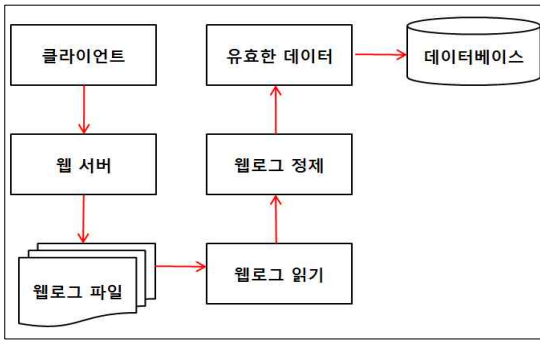 클라이언트
웹 서버
웹로그 파일
웹로그 읽기
웹로그 정제
유효한 데이터
데이터베이스